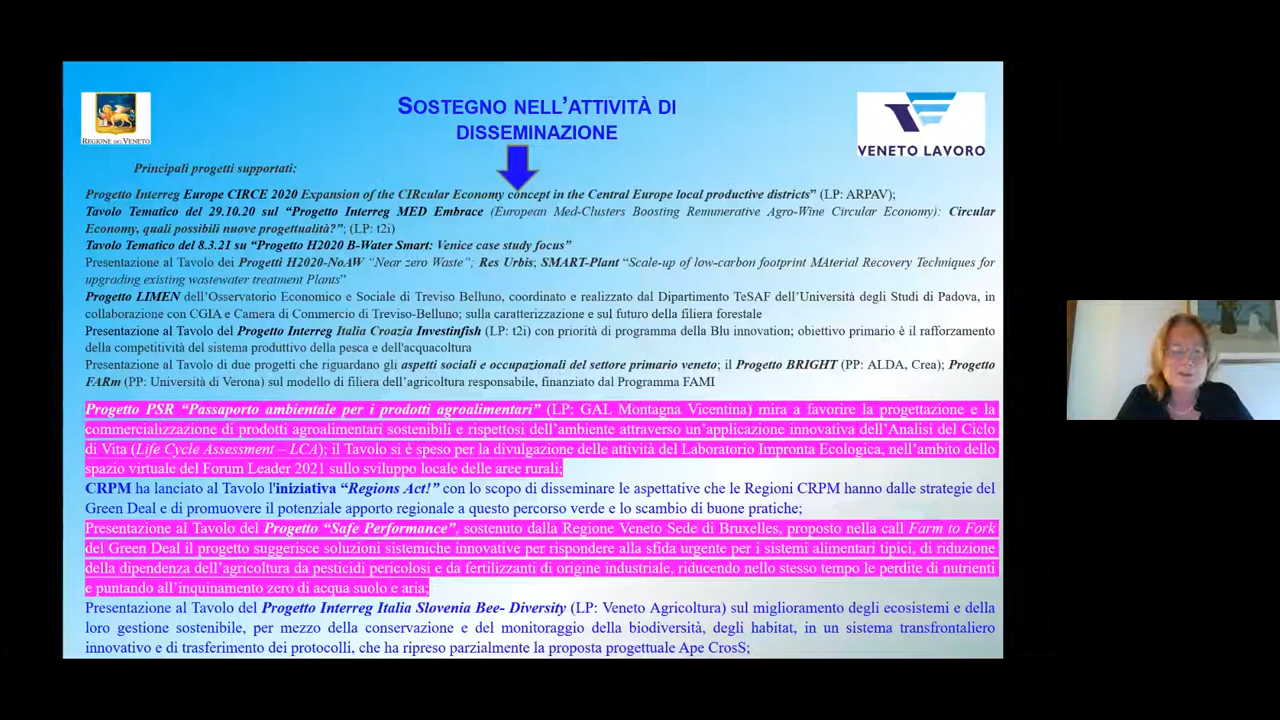 SOSTEGNO NELL'ATTIVITÀ DI
DISSEMINAZIONE
REGIONE DEL VENETO
VENETO LAVORO
Principali progetti supportati:
Progetto Interreg Europe CIRCE 2020 Expansion of the CIRcular Economy concept in the Central Europe local productive districts” (LP: ARPAV);
Tavolo Tematico del 29.10.20 sul “Progetto Interreg MED Embrace (European Med-Clusters Boosting Remunerative Agro-Wine Circular Economy): Circular
Economy, quali possibili nuove progettualità?”; (LP: t2i)
Tavolo Tematico del 8.3.21 su “Progetto H2020 B-Water Smart: Venice case study focus”
Presentazione al Tavolo dei Progetti H2020-NoAW “Near zero Waste”; Res Urbis; SMART-Plant “Scale-up of low-carbon footprint MAterial Recovery Techniques for
upgrading existing wastewater treatment Plants”
Progetto LIMEN dell’Osservatorio Economico e Sociale di Treviso Belluno, coordinato e realizzato dal Dipartimento TeSAF dell’Università degli Studi di Padova, in
collaborazione con CGIA e Camera di Commercio di Treviso-Belluno; sulla caratterizzazione e sul futuro della filiera forestale
Presentazione al Tavolo del Progetto Interreg Italia Croazia Investinfish (LP: t2i) con priorità di programma della Blu innovation; obiettivo primario è il rafforzamento
della competitività del sistema produttivo della pesca e dell'acquacoltura
Presentazione al Tavolo di due progetti che riguardano gli aspetti sociali e occupazionali del settore primario veneto; il Progetto BRIGHT (PP: ALDA, Crea); Progetto
FARm (PP: Università di Verona) sul modello di filiera dell’agricoltura responsabile, finanziato dal Programma FAMI
Progetto PSR “Passaporto ambientale per i prodotti agroalimentari” (LP: GAL Montagna Vicentina) mira a favorire la progettazione e la
commercializzazione di prodotti agroalimentari sostenibili e rispettosi dell’ambiente attraverso un’applicazione innovativa dell’Analisi del Ciclo
di Vita (Life Cycle Assessment – LCA); il Tavolo si è speso per la divulgazione delle attività del Laboratorio Impronta Ecologica, nell’ambito dello
spazio virtuale del Forum Leader 2021 sullo sviluppo locale delle aree rurali;
CRPM ha lanciato al Tavolo l'iniziativa “Regions Act!” con lo scopo di disseminare le aspettative che le Regioni CRPM hanno dalle strategie del
Green Deal e di promuovere il potenziale apporto regionale a questo percorso verde e lo scambio di buone pratiche;
Presentazione al Tavolo del Progetto “Safe Performance”, sostenuto dalla Regione Veneto Sede di Bruxelles, proposto nella call Farm to Fork
del Green Deal il progetto suggerisce soluzioni sistemiche innovative per rispondere alla sfida urgente per i sistemi alimentari tipici, di riduzione
della dipendenza dell’agricoltura da pesticidi pericolosi e da fertilizzanti di origine industriale, riducendo nello stesso tempo le perdite di nutrienti
e puntando all’inquinamento zero di acqua suolo e aria;
Presentazione al Tavolo del Progetto Interreg Italia Slovenia Bee- Diversity (LP: Veneto Agricoltura) sul miglioramento degli ecosistemi e della
loro gestione sostenibile, per mezzo della conservazione e del monitoraggio della biodiversità, degli habitat, in un sistema transfrontaliero
innovativo e di trasferimento dei protocolli, che ha ripreso parzialmente la proposta progettuale Ape CrosS;